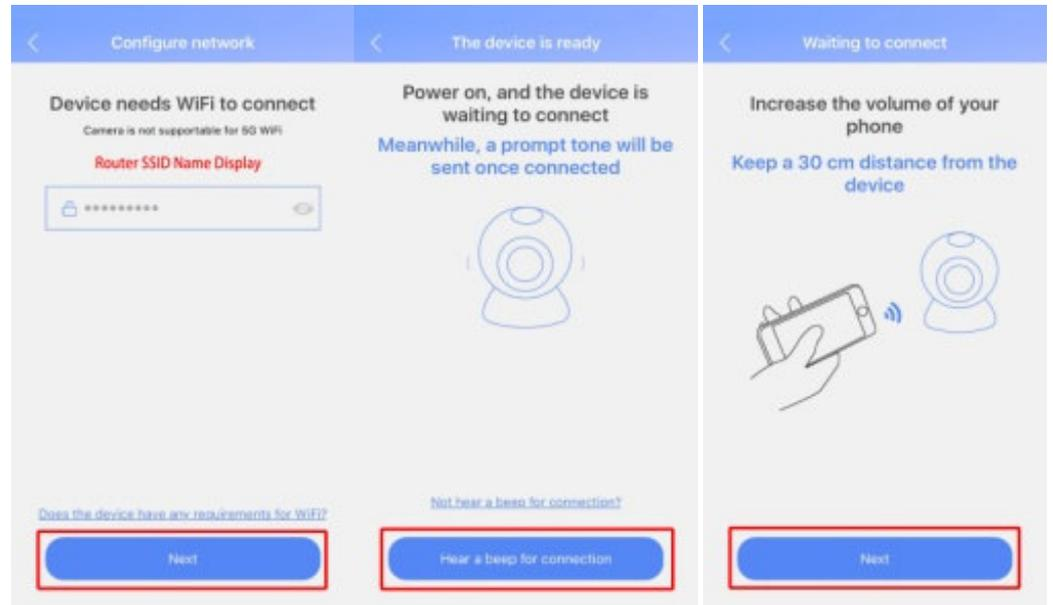 Configure network
Device needs WiFi to connect
Camera is not supportable for 5G WiFi
Router SSID Name Display
*********
Does the device have any requirements for WiFi?
Next
The device is ready
Power on, and the device is
waiting to connect
Meanwhile, a prompt tone will be
sent once connected
Not hear a beep for connection?
Hear a beep for connection
Waiting to connect
Increase the volume of your
phone
Keep a 30 cm distance from the
device
Next